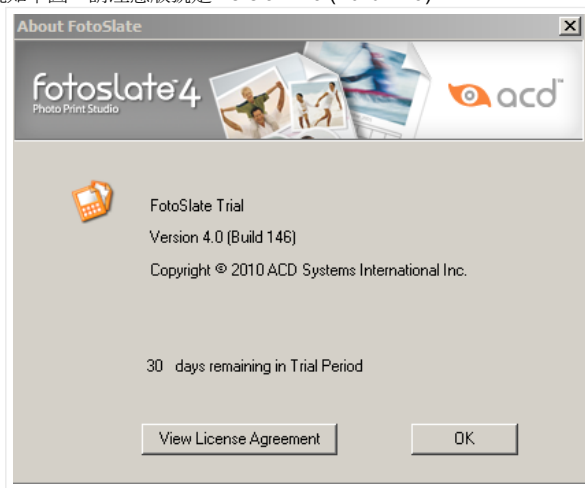 About FotoSlate
fotoslate 4
Photo Print Studio
acd
FotoSlate Trial
Version 4.0 (Build 146)
Copyright © 2010 ACD Systems International Inc.
30 days remaining in Trial Period
View License Agreement
OK